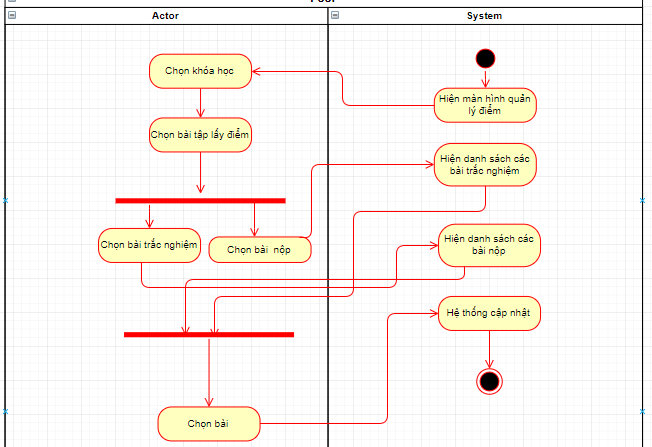 Actor
System
Chọn khóa học
Hiện màn hình quản
lý điểm
Chọn bài tập lấy điểm
Hiện danh sách các
bài trắc nghiệm
Chọn bài trắc nghiệm
Chọn bài nộp
Hiện danh sách các
bài nộp
Hệ thống cập nhật
Chọn bài